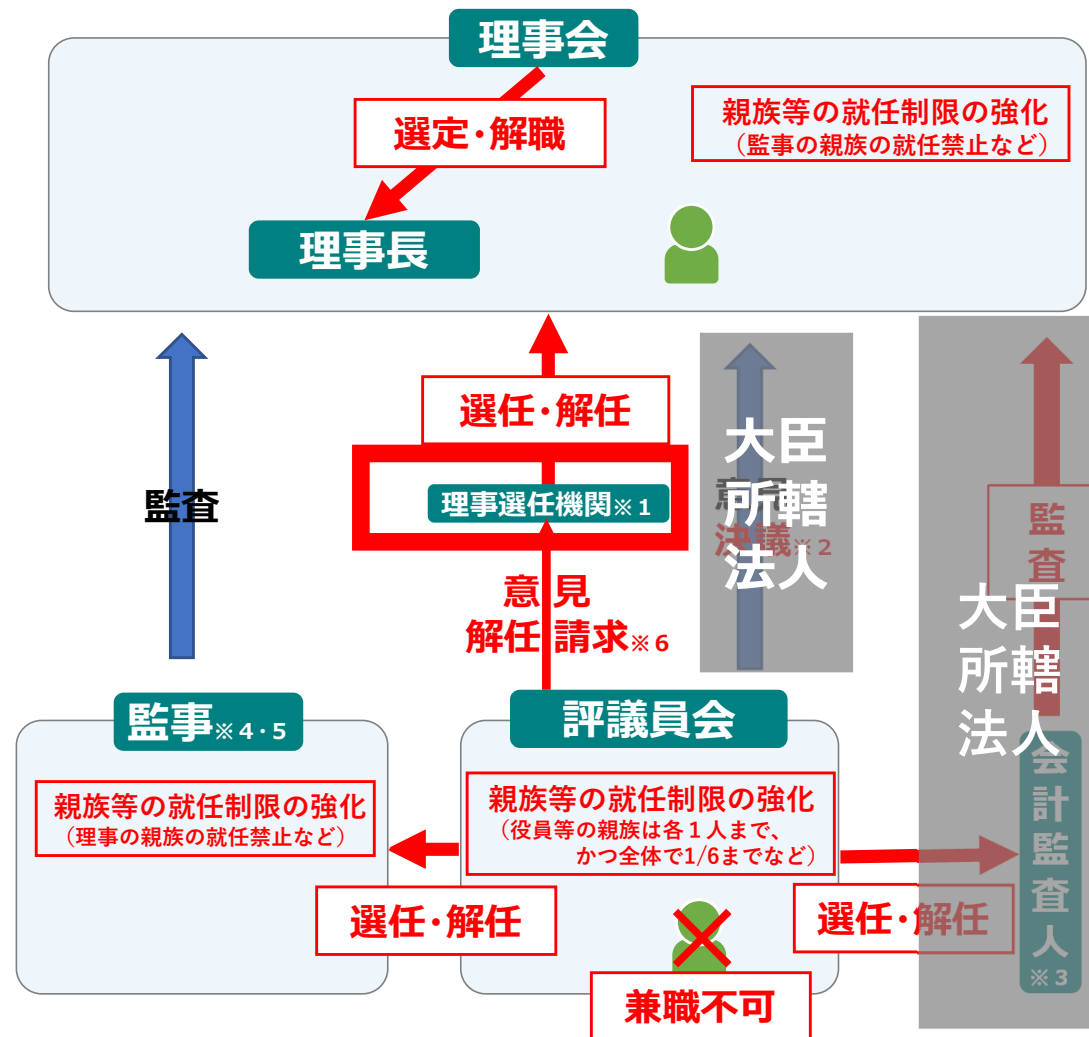 理事会
選定・解職
親族等の就任制限の強化
（監事の親族の就任禁止など）
理事長
選任・解任
監査
理事選任機関※1
意見
解任請求※6
大臣
所轄
法人
意見
決議※2
監査
大臣
所轄
法人
監事※4・5
評議員会
親族等の就任制限の強化
（理事の親族の就任禁止など）
親族等の就任制限の強化
（役員等の親族は各１人まで、
かつ全体で1/6までなど）
選任・解任
選任・解任
会計監査人※3
兼職不可